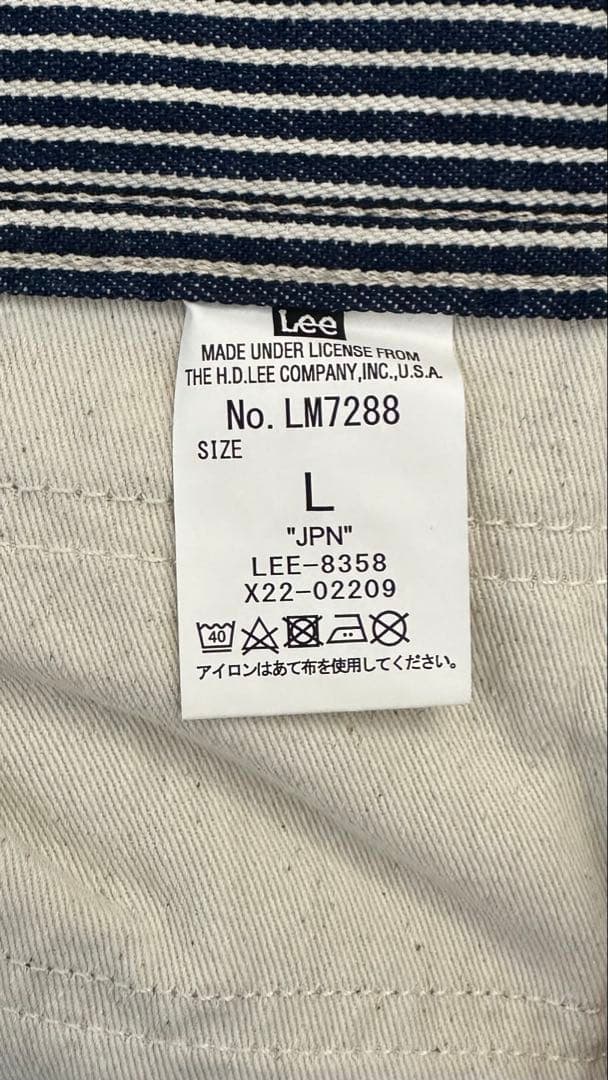 Lee
MADE UNDER LICENSE FROM
THE H.D.LEE COMPANY,INC.,U.S.A.
No. LM7288
SIZE
L
"JPN"
LEE-8358
X22-02209
40
アイロンはあて布を使用してください。